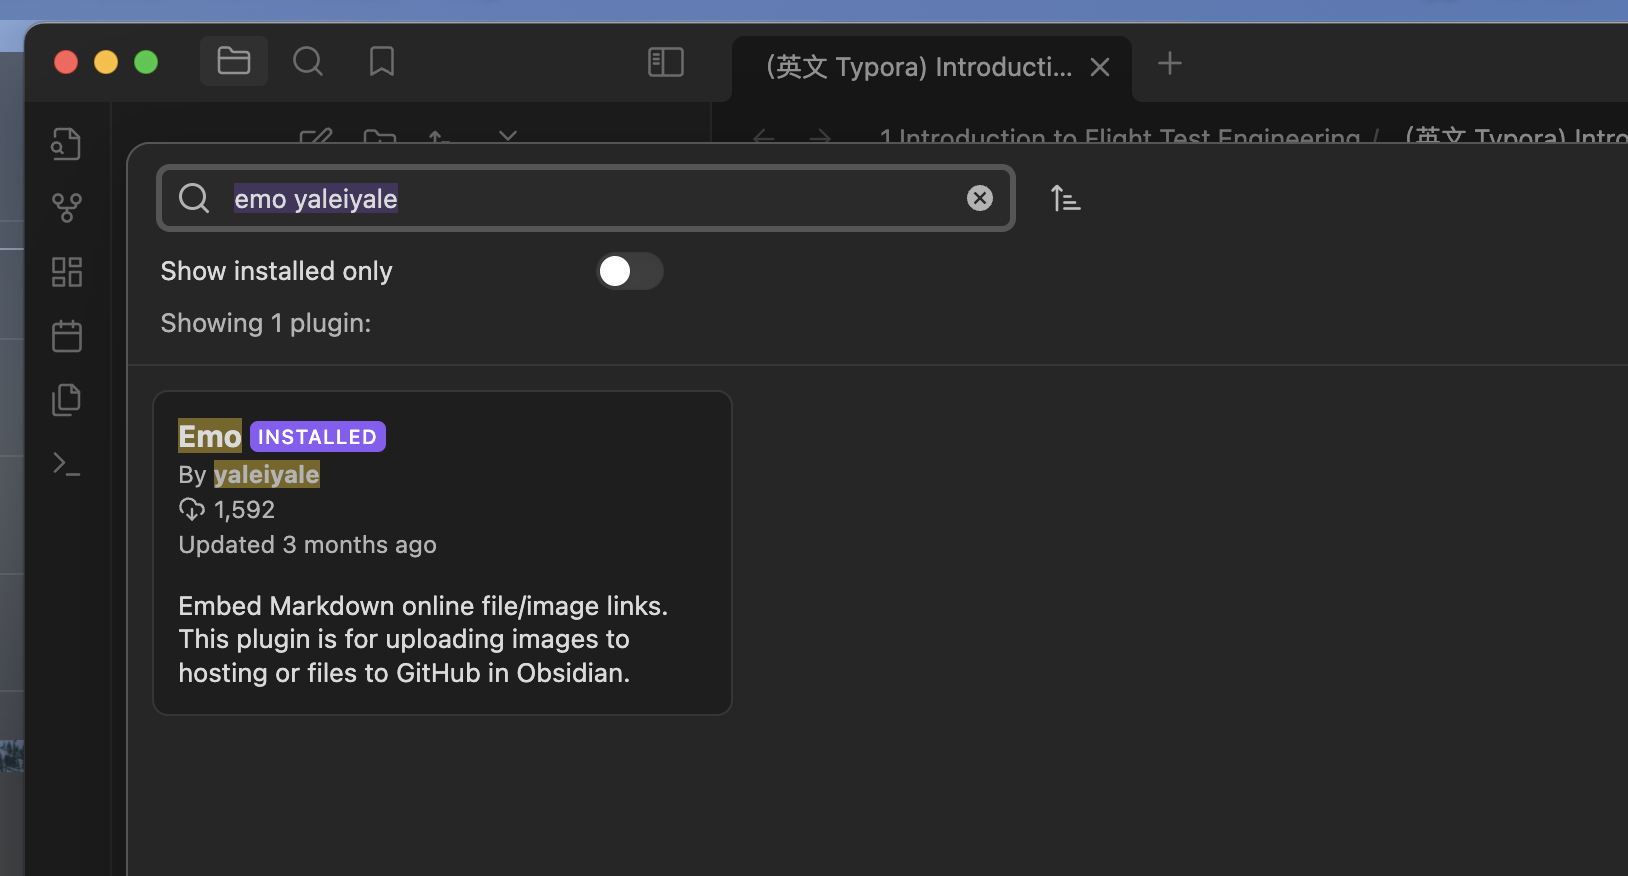 (英文 Typora) Introducti...
1 Introduction to Flight Test Engineering / (英文 Typora) Intro
emo yaleiyale
Show installed only
Showing 1 plugin:
Emo INSTALLED
By yaleiyale
1,592
Updated 3 months ago
Embed Markdown online file/image links.
This plugin is for uploading images to
hosting or files to GitHub in Obsidian.